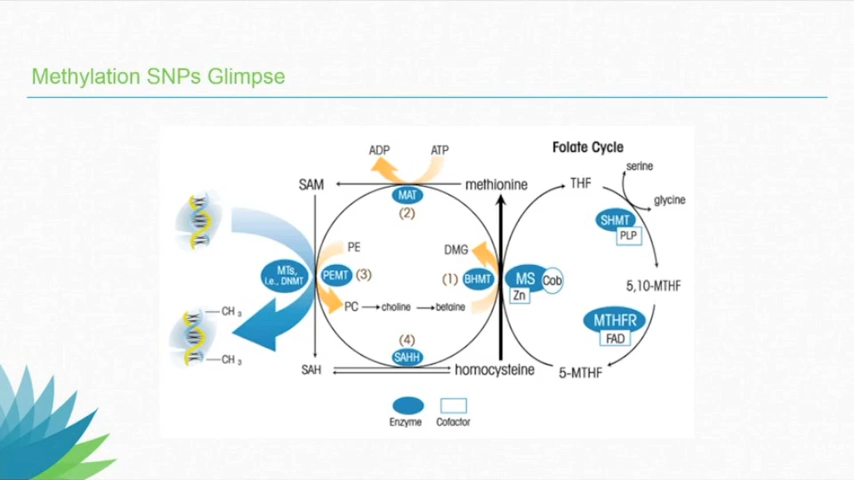 Methylation SNPs Glimpse
Folate Cycle
ADP
ATP
serine
SAM
methionine
THF
MAT
glycine
(2)
SHMT
PLP
PE
DMG
MTs,
i.e., DNMT
PEMT
(3)
(1)
BHMT
MS
Cob
Zn
5,10-MTHF
PC
choline
betaine
CH3
MTHFR
FAD
(4)
SAHH
CH3
SAH
homocysteine
5-MTHF
Enzyme
Cofactor